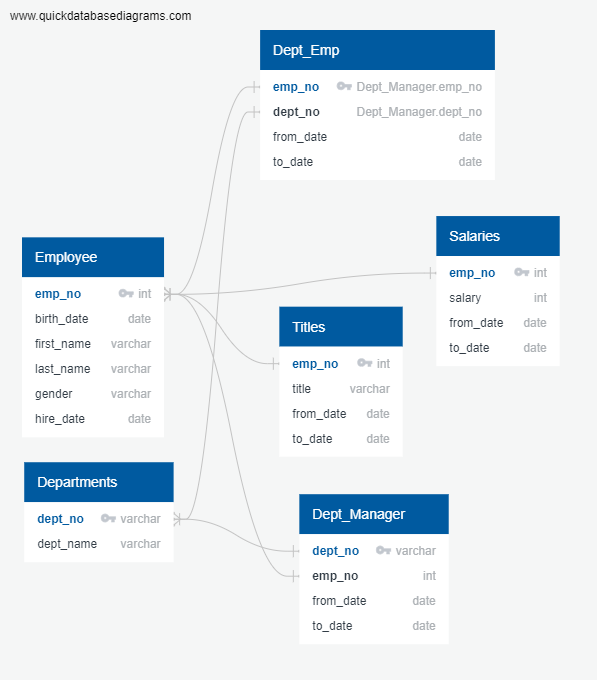 www.quickdatabasediagrams.com
Dept_Emp
emp_no Dept_Manager.emp_no
dept_no Dept_Manager.dept_no
from_date date
to_date date
Salaries
emp_no int
salary int
from_date date
to_date date
Employee
emp_no int
birth_date date
first_name varchar
last_name varchar
gender varchar
hire_date date
Titles
emp_no int
title varchar
from_date date
to_date date
Departments
dept_no varchar
dept_name varchar
Dept_Manager
dept_no varchar
emp_no int
from_date date
to_date date